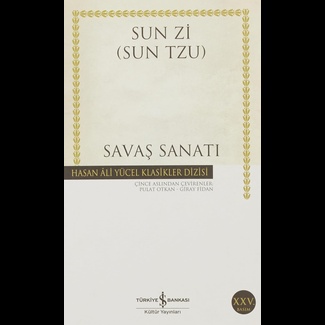 SUN Zİ
(SUN TZU)
SAVAŞ SANATI
HASAN ÂLİ YÜCEL KLASİKLER DİZİSİ
ÇİNCE ASLINDAN ÇEVİRENLER:
PULAT OTKAN - GİRAY FİDAN
XXV.
BASIM
TÜRKİYE İŞ BANKASI
Kültür Yayınları